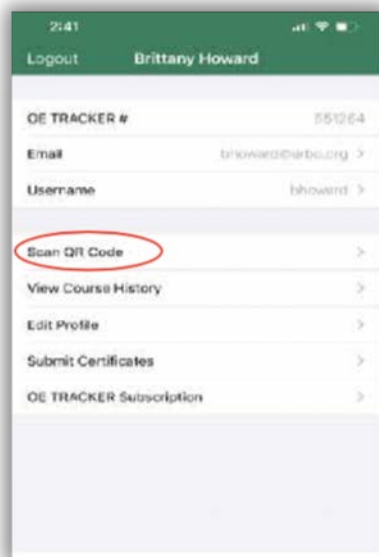 2:41
Logout Brittany Howard
OE TRACKER # 551264
Email bhoward@arbo.org >
Username bhoward >
Scan QR Code >
View Course History >
Edit Profile >
Submit Certificates >
OE TRACKER Subscription >